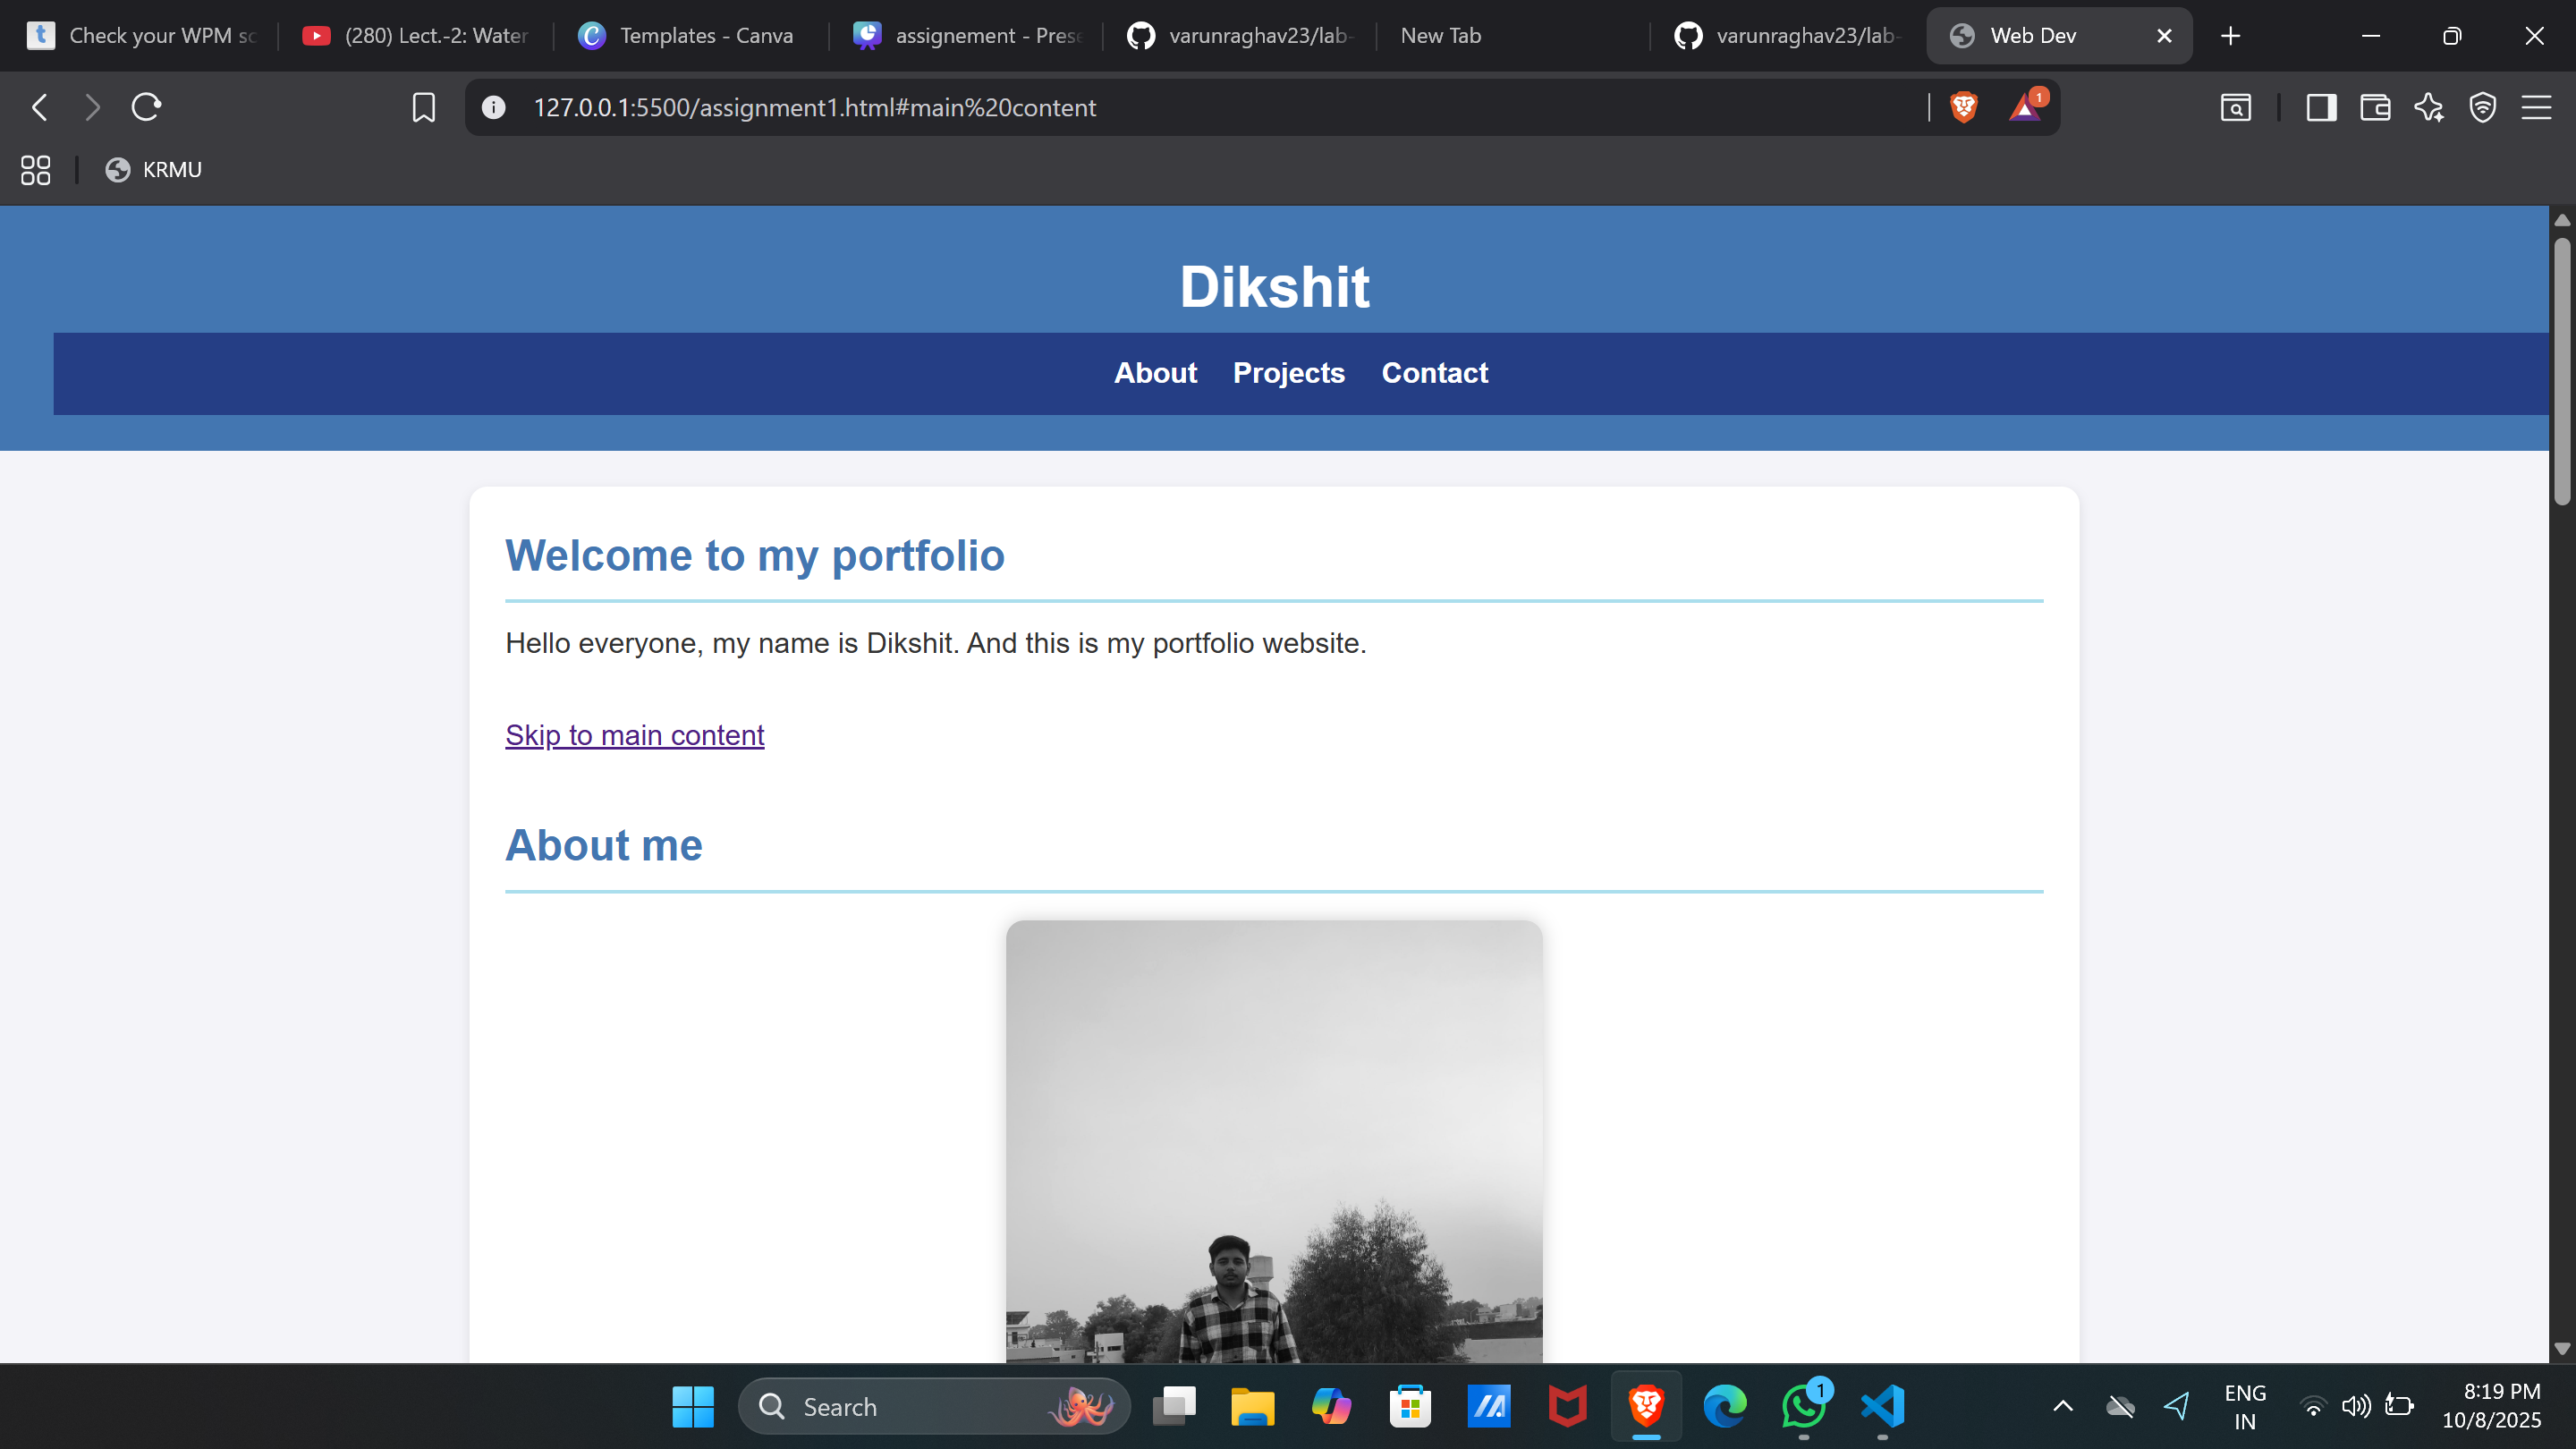 Check your WPM sc
(280) Lect.-2: Water
Templates - Canva
assignement - Prese
varunraghav23/lab-
New Tab
varunraghav23/lab-
Web Dev
127.0.0.1:5500/assignment1.html#main%20content
1
KRMU
Dikshit
About Projects Contact
Welcome to my portfolio
Hello everyone, my name is Dikshit. And this is my portfolio website.
Skip to main content
About me
Search
1
ENG
IN
8:19 PM
10/8/2025